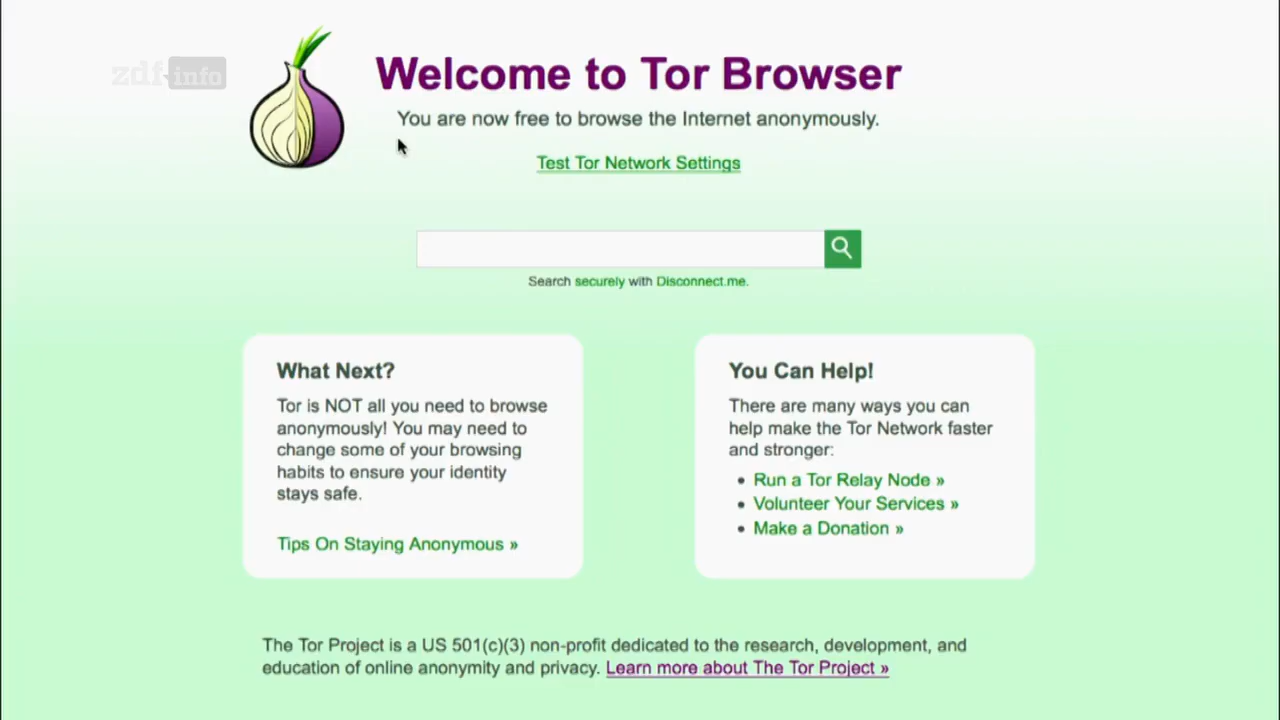 zdf info
Welcome to Tor Browser
You are now free to browse the Internet anonymously.
Test Tor Network Settings
Search securely with Disconnect.me.
What Next?
Tor is NOT all you need to browse
anonymously! You may need to
change some of your browsing
habits to ensure your identity
stays safe.
Tips On Staying Anonymous »
You Can Help!
There are many ways you can
help make the Tor Network faster
and stronger:
• Run a Tor Relay Node »
• Volunteer Your Services »
• Make a Donation »
The Tor Project is a US 501(c)(3) non-profit dedicated to the research, development, and
education of online anonymity and privacy. Learn more about The Tor Project »